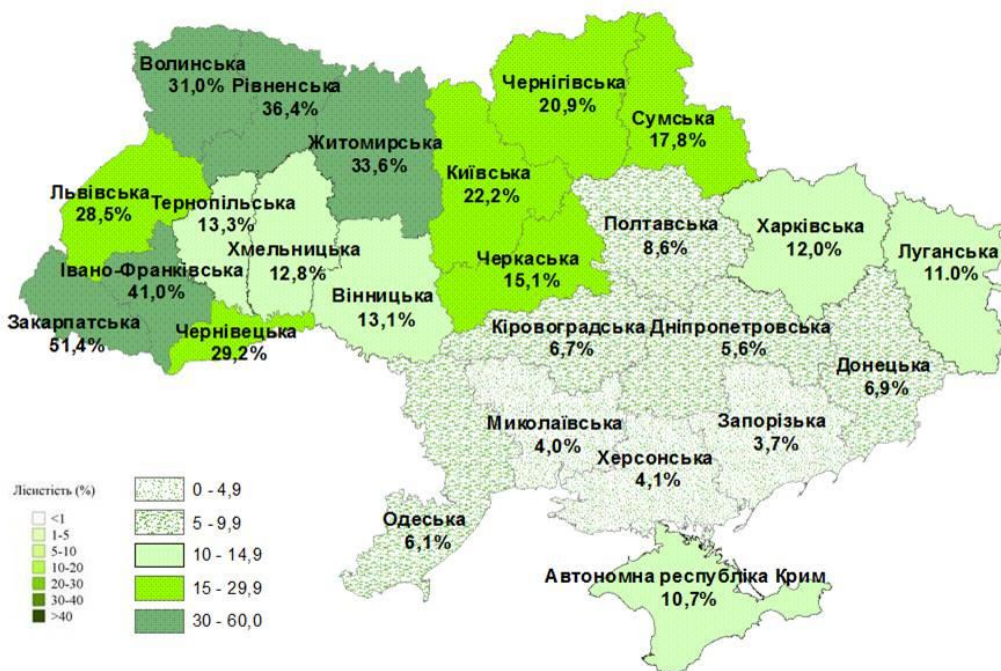 Волинська
31,0%
Рівненська
36,4%
Житомирська
33,6%
Чернігівська
20,9%
Сумська
17,8%
Київська
22,2%
Львівська
28,5%
Тернопільська
13,3%
Хмельницька
12,8%
Вінницька
13,1%
Черкаська
15,1%
Полтавська
8,6%
Харківська
12,0%
Луганська
11.0%
Івано-Франківська
41,0%
Закарпатська
51,4%
Чернівецька
29,2%
Кіровоградська
6,7%
Дніпропетровська
5,6%
Донецька
6,9%
Миколаївська
4,0%
Херсонська
4,1%
Запорізька
3,7%
Одеська
6,1%
Автономна республіка Крим
10,7%
Лісистість (%)
<1
1-5
5-10
10-20
20-30
30-40
>40
0 - 4,9
5 - 9,9
10 - 14,9
15 - 29,9
30 - 60,0